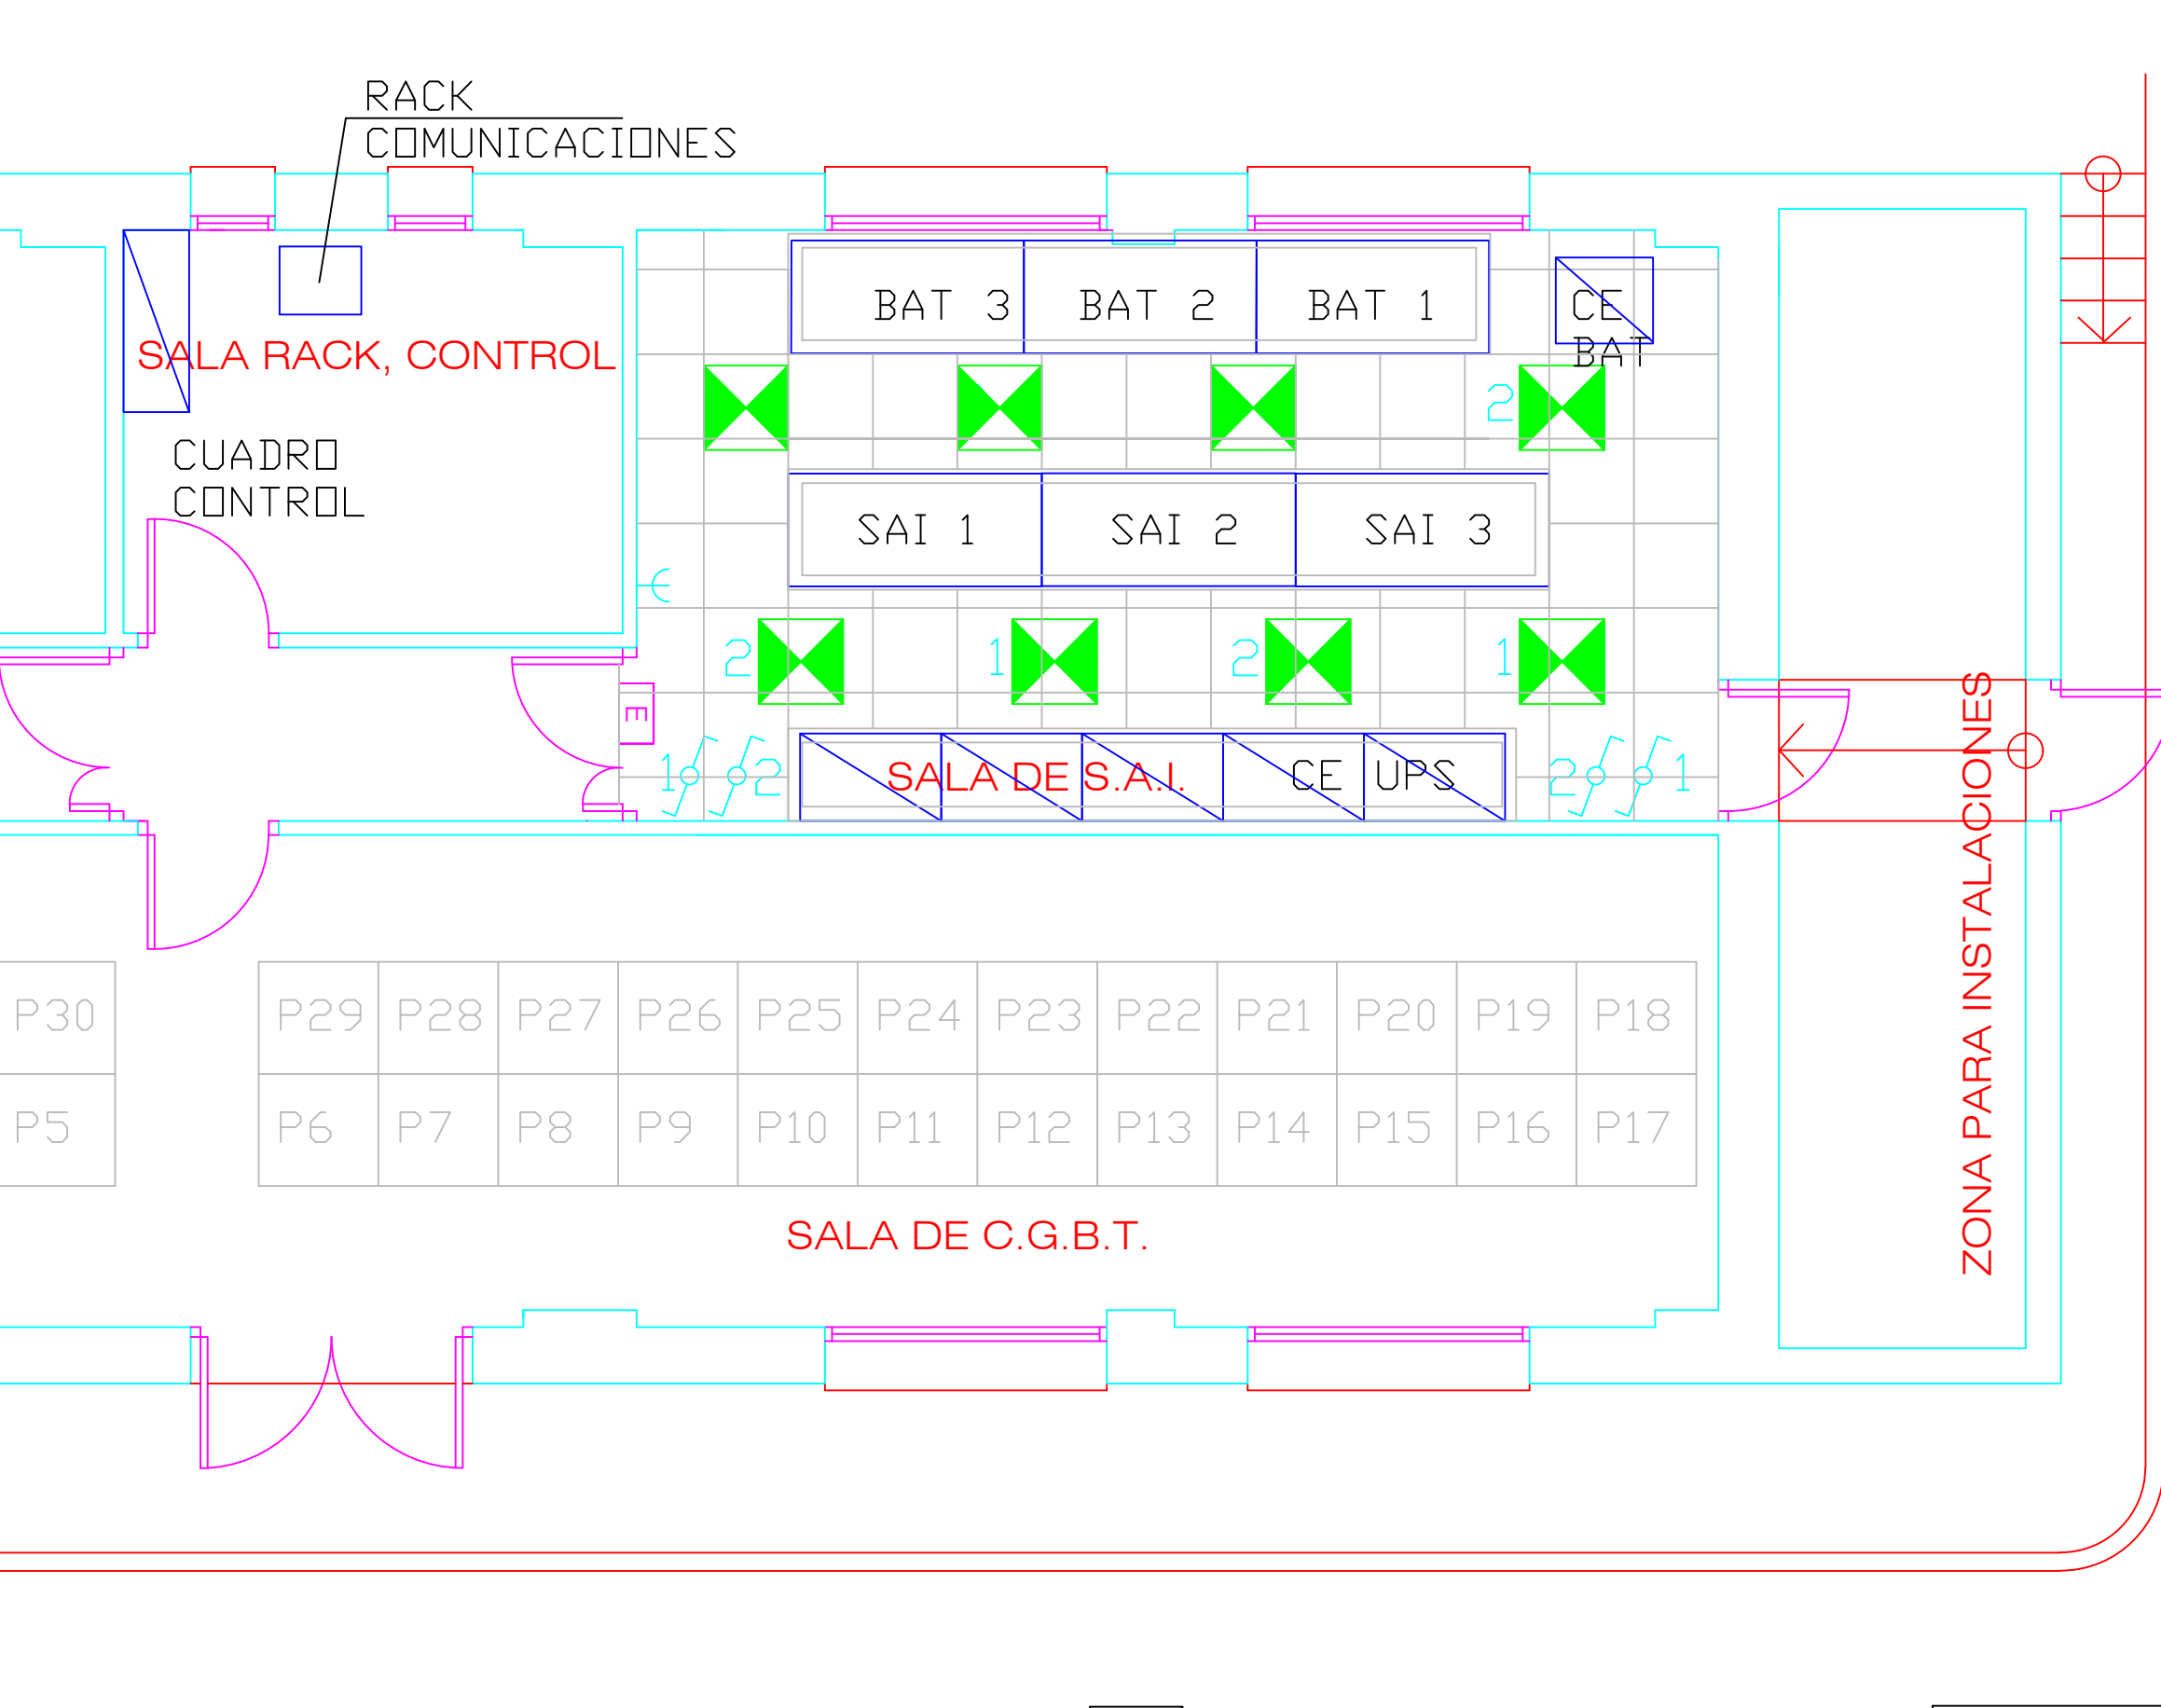 RACK
COMUNICACIONES
BAT 3
BAT 2
BAT 1
CE
BAT
SALA RACK, CONTROL
2
CUADRO
CONTROL
SAI 1
SAI 2
SAI 3
2
1
2
1
E
1
2
SALA DE S.A.I.
CE UPS
2
1
ZONA PARA INSTALACIONES
P30
P29
P28
P27
P26
P25
P24
P23
P22
P21
P20
P19
P18
P5
P6
P7
P8
P9
P10
P11
P12
P13
P14
P15
P16
P17
SALA DE C.G.B.T.